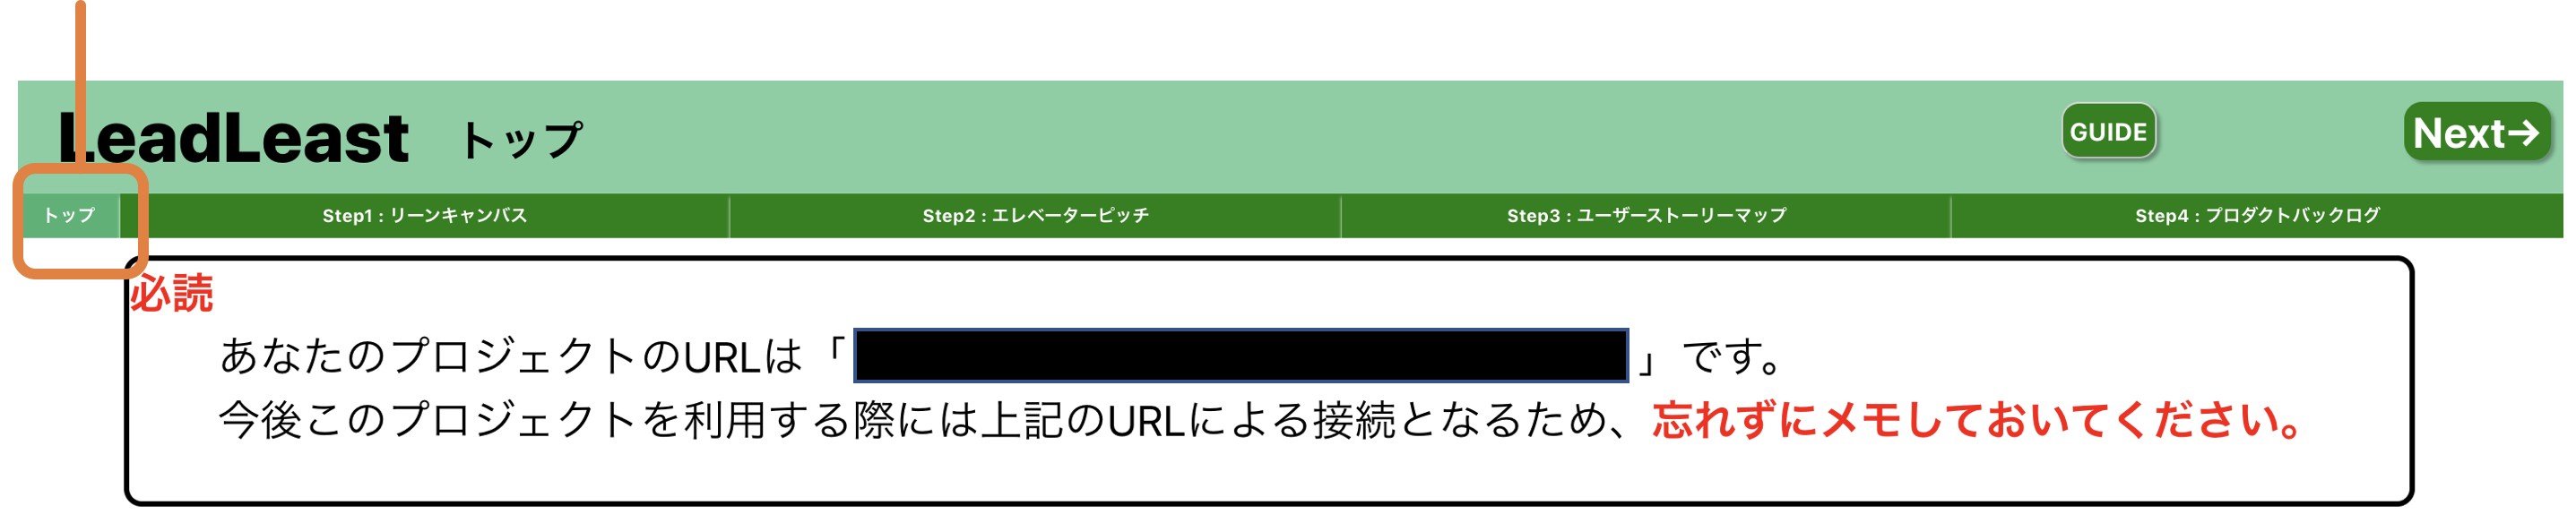 LeadLeast トップ GUIDE Next→
トップ Step1 : リーンキャンバス Step2 : エレベーターピッチ Step3 : ユーザーストーリーマップ Step4 : プロダクトバックログ
必読
あなたのプロジェクトのURLは「 」です。
今後このプロジェクトを利用する際には上記のURLによる接続となるため、忘れずにメモしておいてください。